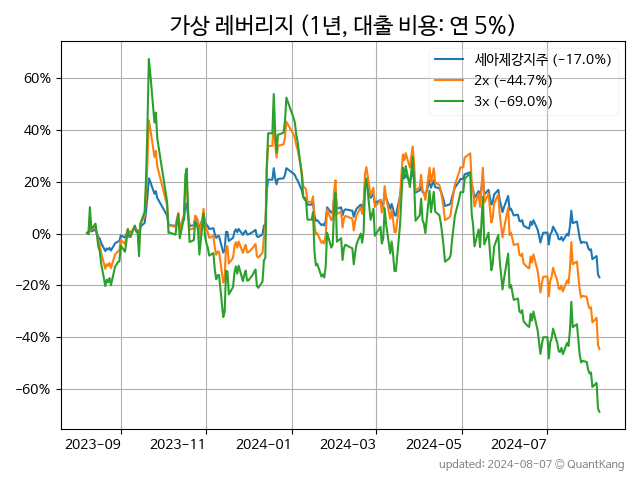 가상 레버리지 (1년, 대출 비용: 연 5%)
세아제강지주 (-17.0%)
2x (-44.7%)
3x (-69.0%)
60%
40%
20%
0%
-20%
-40%
-60%
2023-09 2023-11 2024-01 2024-03 2024-05 2024-07
updated: 2024-08-07 © QuantKang